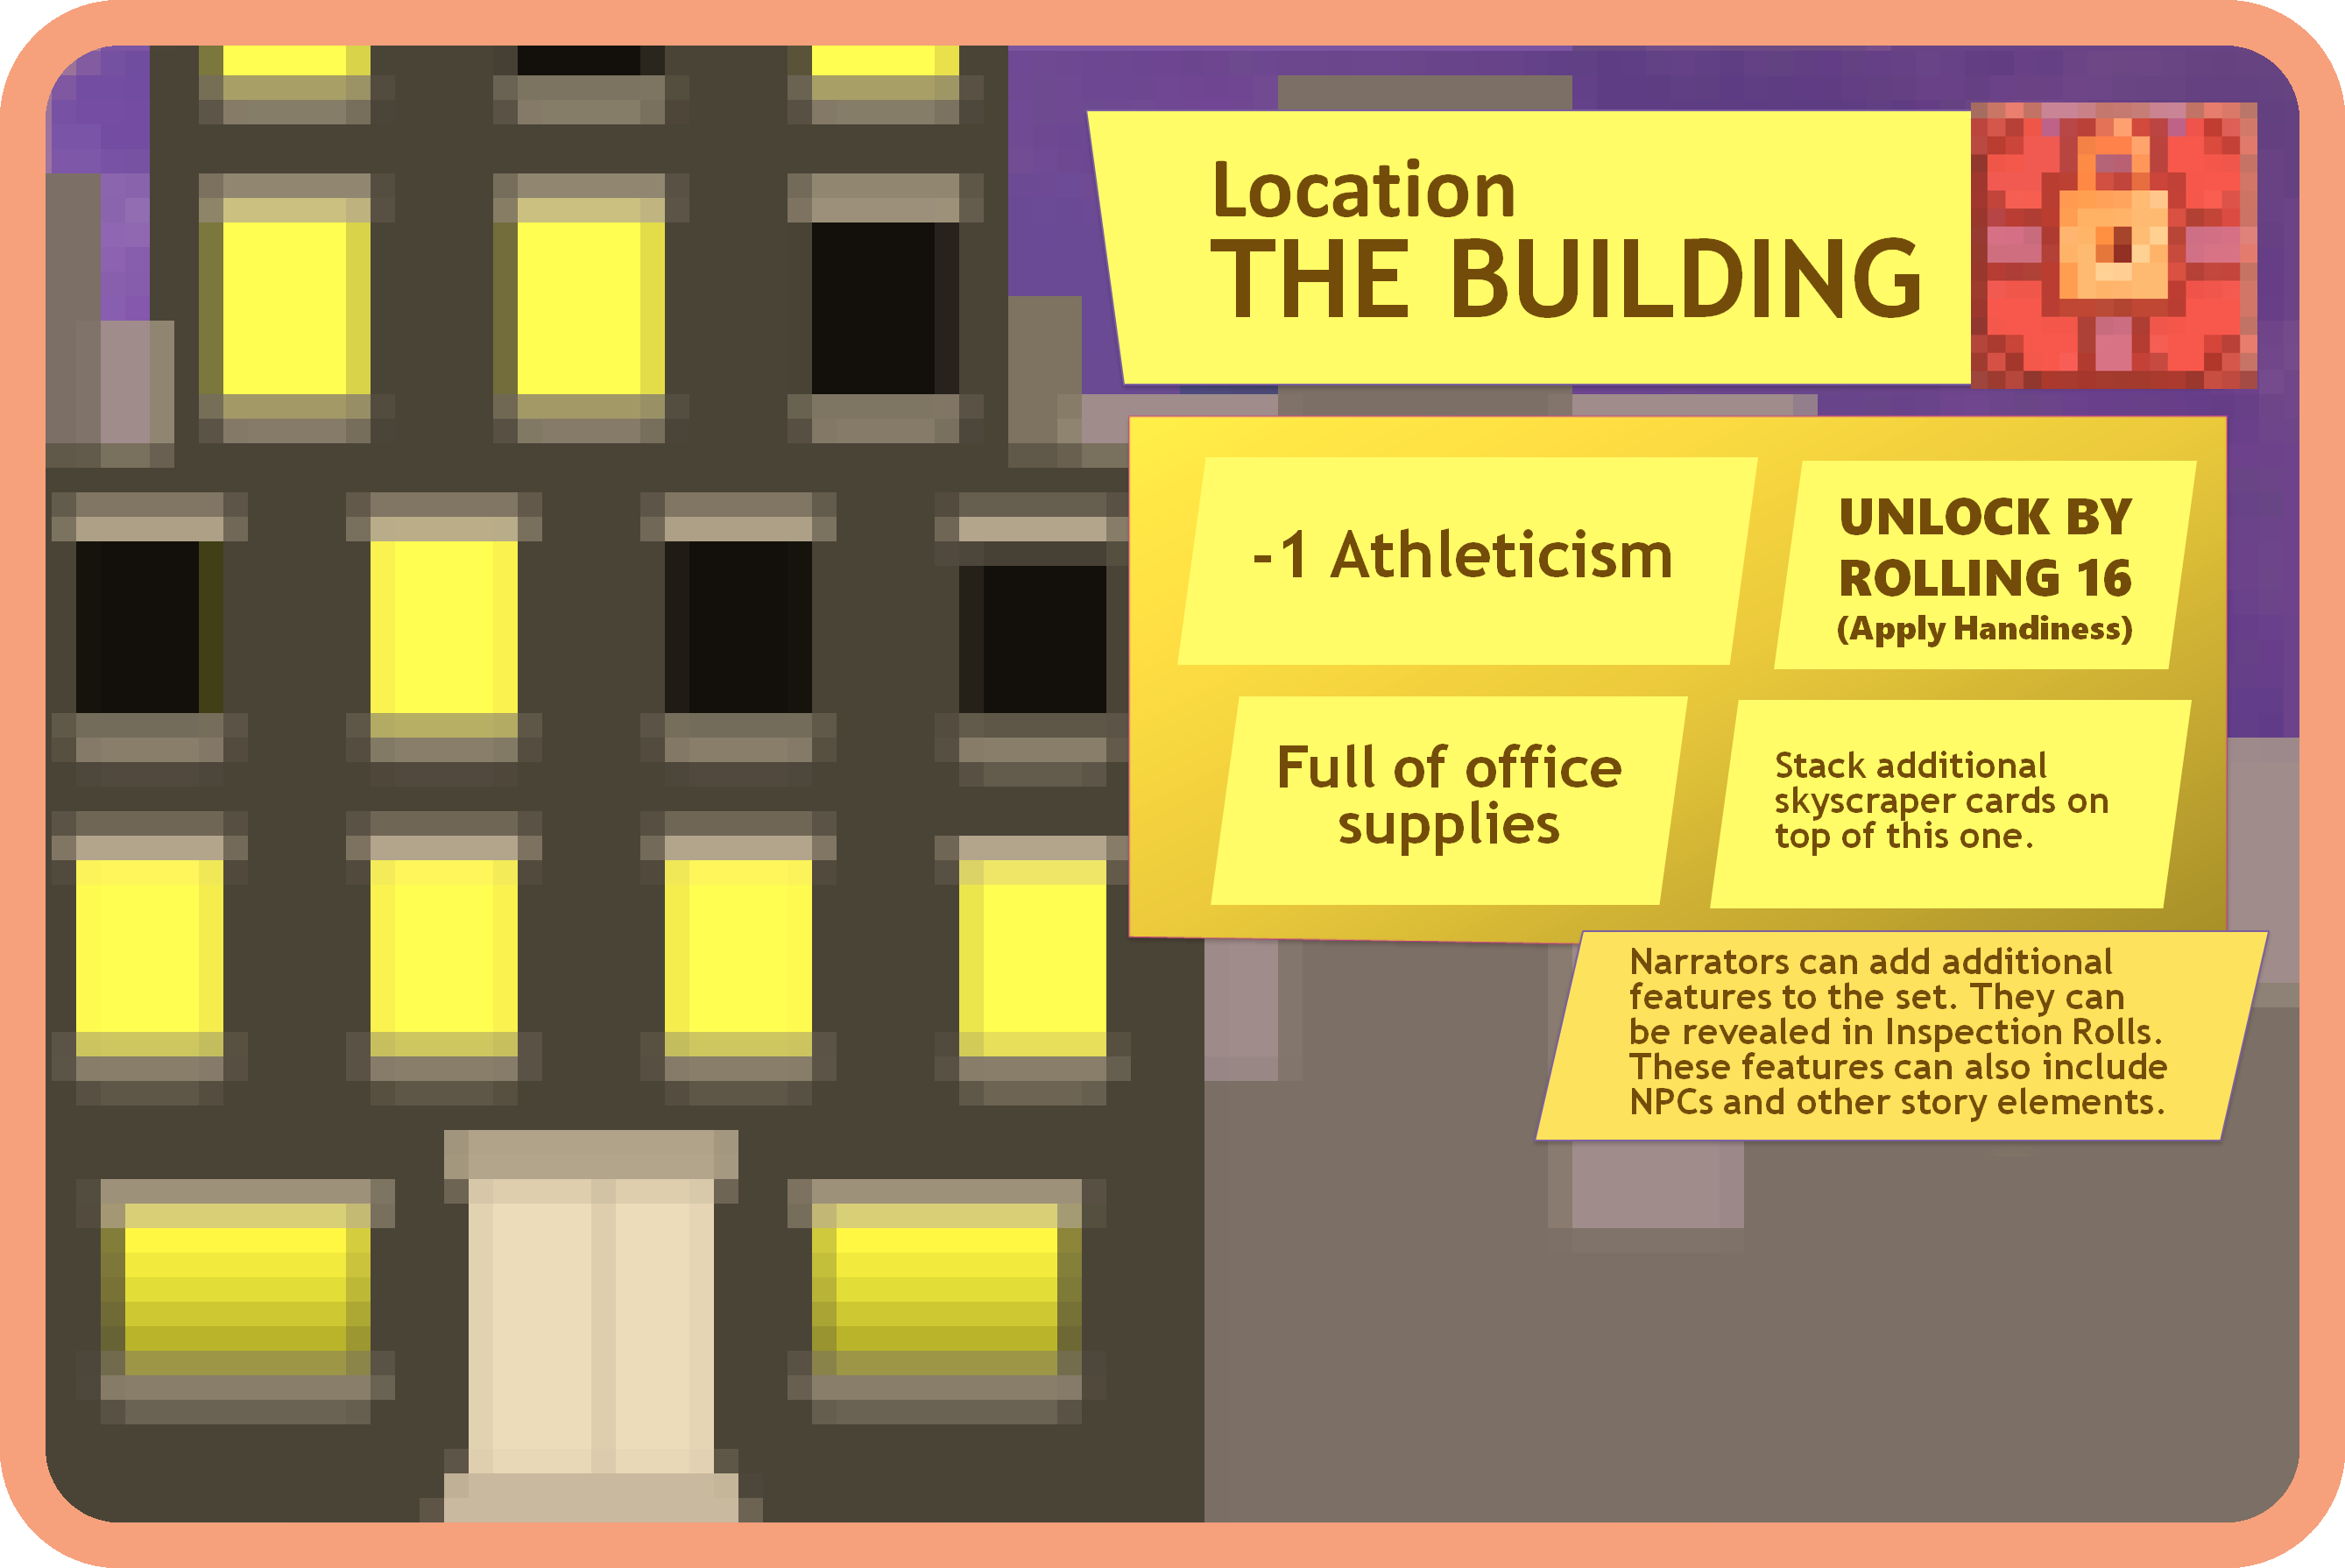 Location
THE BUILDING
-1 Athleticism
UNLOCK BY
ROLLING 16
(Apply Handiness)
Full of office
supplies
Stack additional
skyscraper cards on
top of this one.
Narrators can add additional
features to the set. They can
be revealed in Inspection Rolls.
These features can also include
NPCs and other story elements.